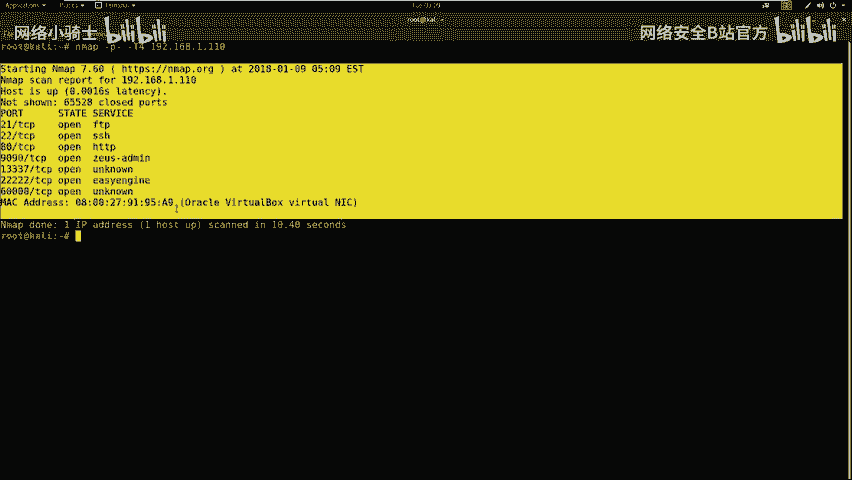 Applications Places Terminal
root@kali: ~
网络小骑士 bilibili 网络安全B站官方 bilibili
root@kali:~# nmap -p- -T4 192.168.1.110
Starting Nmap 7.60 ( https://nmap.org ) at 2018-01-09 05:09 EST
Nmap scan report for 192.168.1.110
Host is up (0.0016s latency).
Not shown: 65528 closed ports
PORT STATE SERVICE
21/tcp open ftp
22/tcp open ssh
80/tcp open http
9090/tcp open zeus-admin
13337/tcp open unknown
22222/tcp open easyengine
60000/tcp open unknown
MAC Address: 08:00:27:91:95:A9 (Oracle VirtualBox virtual NIC)
Nmap done: 1 IP address (1 host up) scanned in 10.40 seconds
root@kali:~#